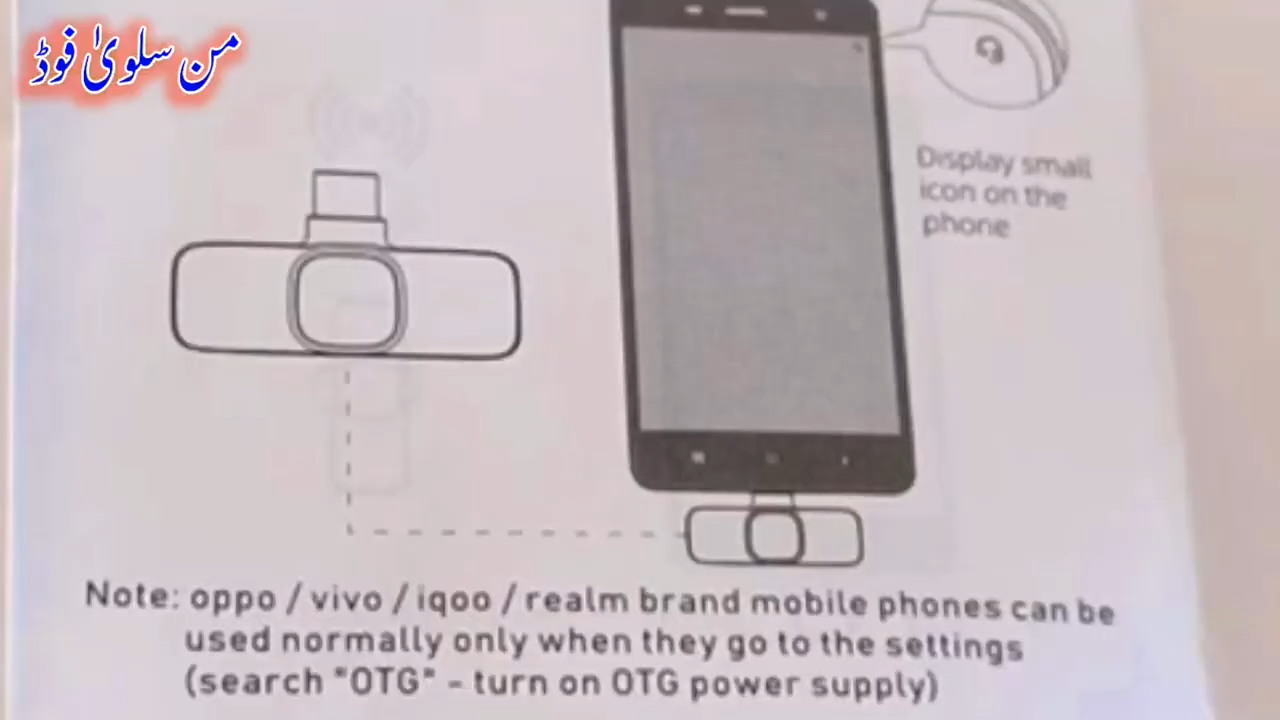 من سلویٰ فوڈ
Display small
icon on the
phone
Note: oppo / vivo / iqoo / realm brand mobile phones can be
used normally only when they go to the settings
(search "OTG" - turn on OTG power supply)